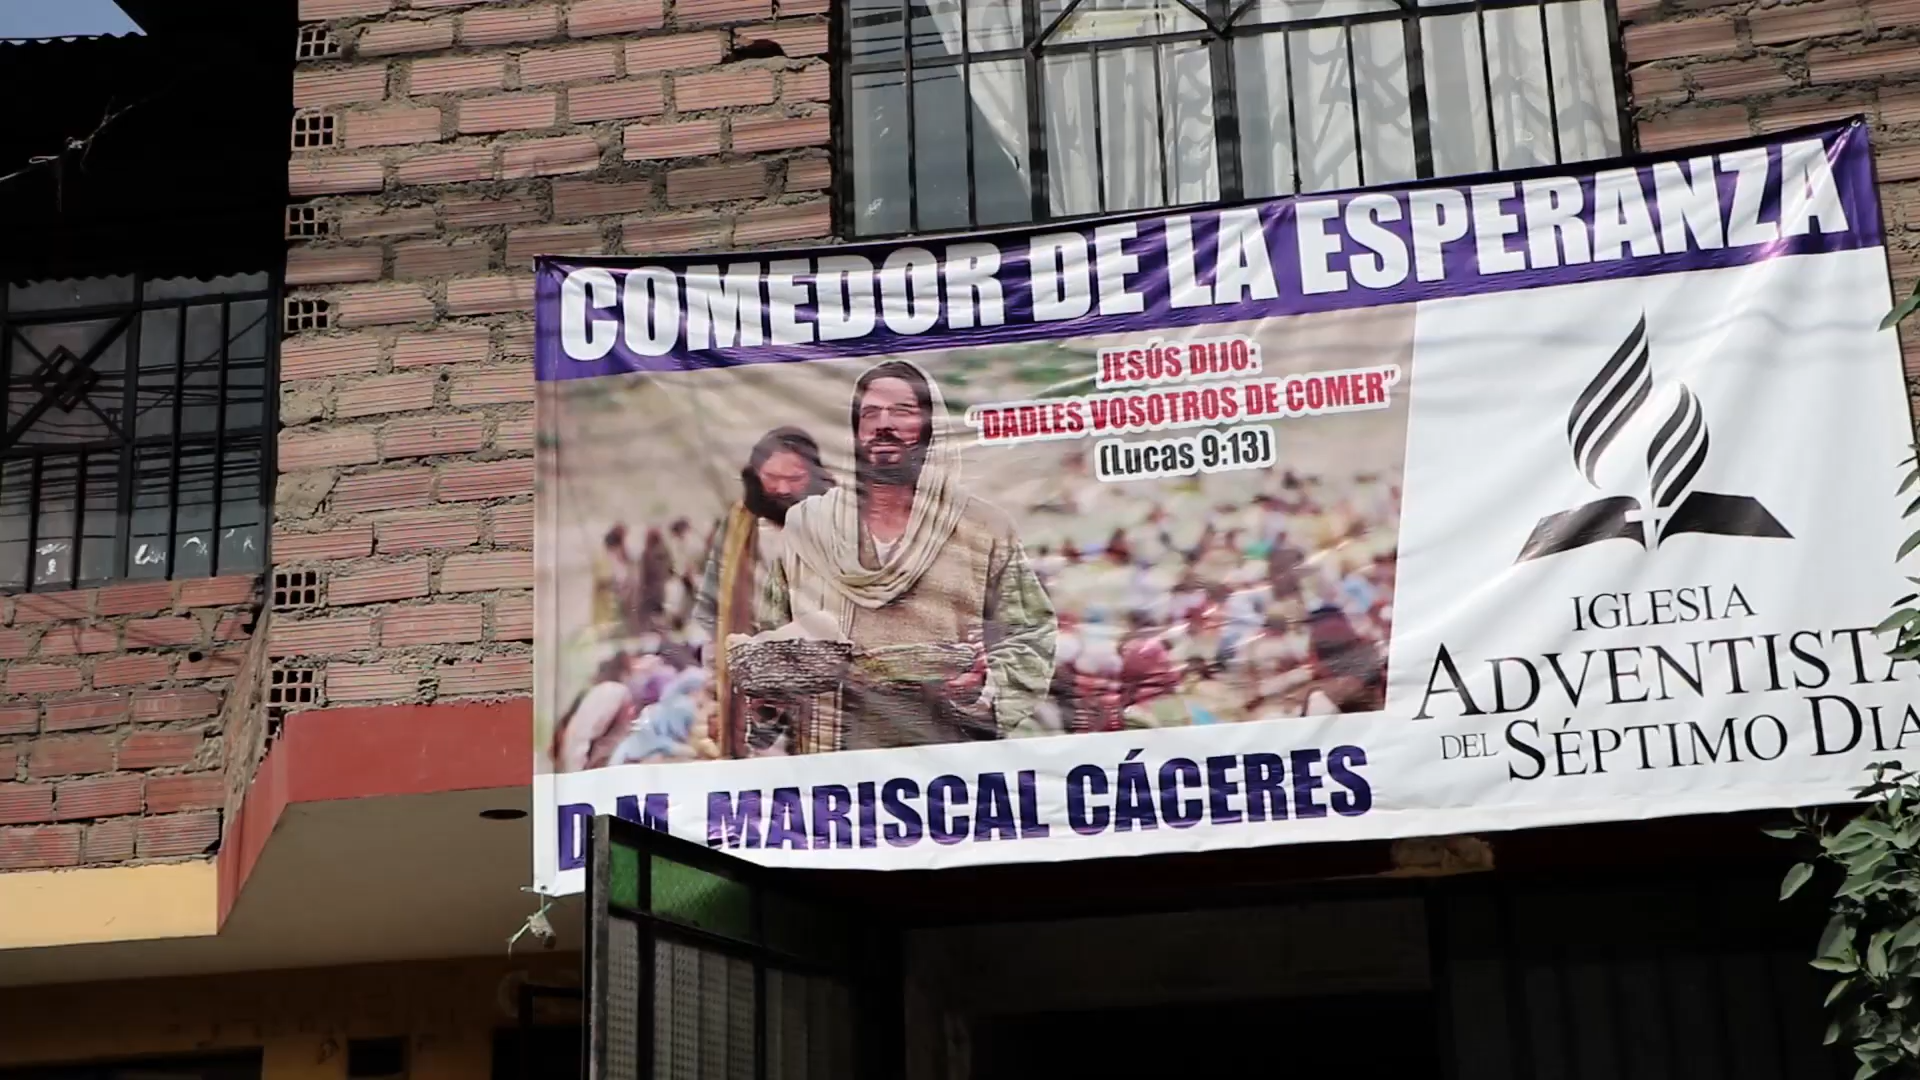 COMEDOR DE LA ESPERANZA
JESÚS DIJO:
"DADLES VOSOTROS DE COMER"
(Lucas 9:13)
IGLESIA
ADVENTISTA
DEL SÉPTIMO DIA
D.M. MARISCAL CÁCERES